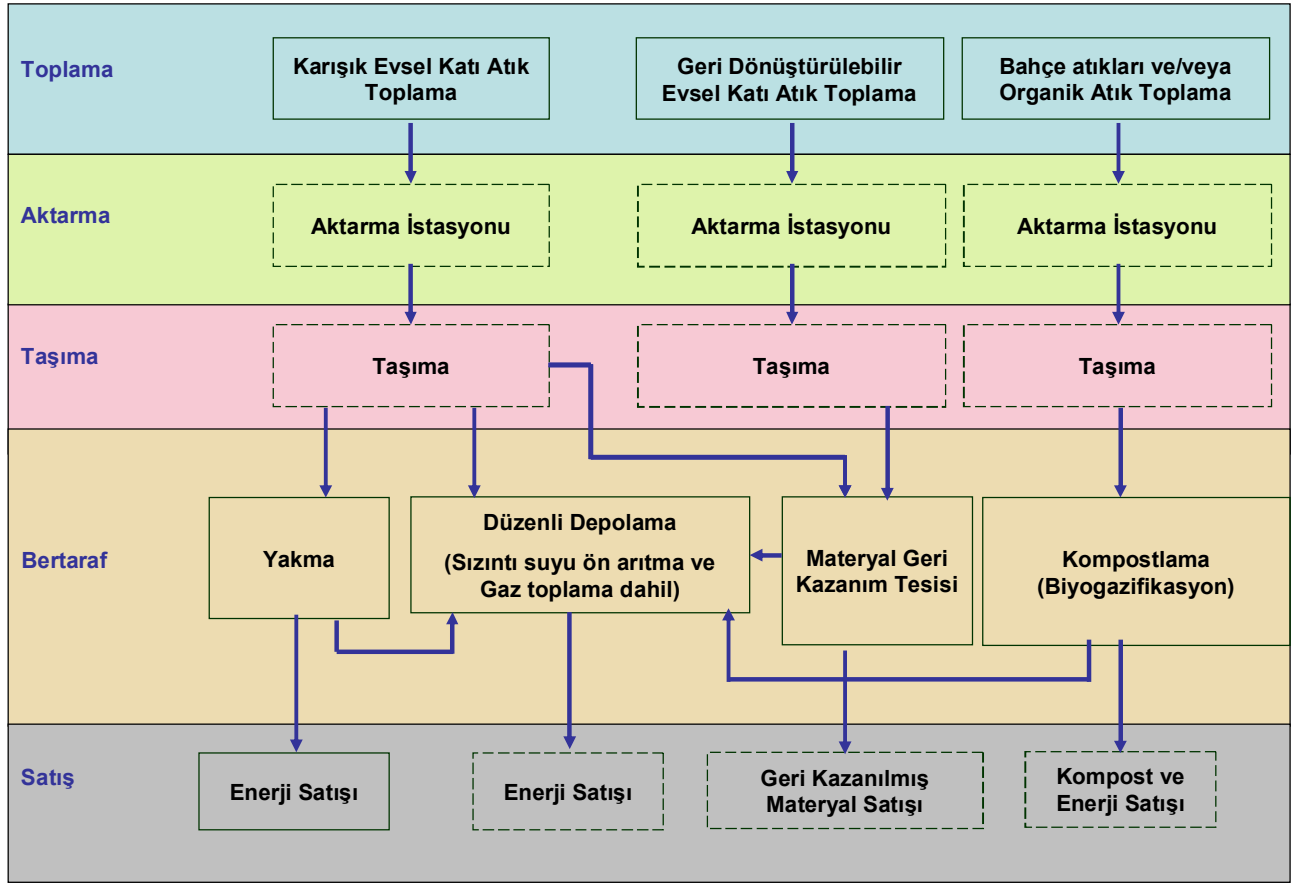 Toplama
Karışık Evsel Katı Atık
Toplama
Geri Dönüştürülebilir
Evsel Katı Atık Toplama
Bahçe atıkları ve/veya
Organik Atık Toplama
Aktarma
Aktarma İstasyonu
Aktarma İstasyonu
Aktarma İstasyonu
Taşıma
Taşıma
Taşıma
Taşıma
Bertaraf
Yakma
Düzenli Depolama
(Sızıntı suyu ön arıtma ve
Gaz toplama dahil)
Materyal Geri
Kazanım Tesisi
Kompostlama
(Biyogazifikasyon)
Satış
Enerji Satışı
Enerji Satışı
Geri Kazanılmış
Materyal Satışı
Kompost ve
Enerji Satışı